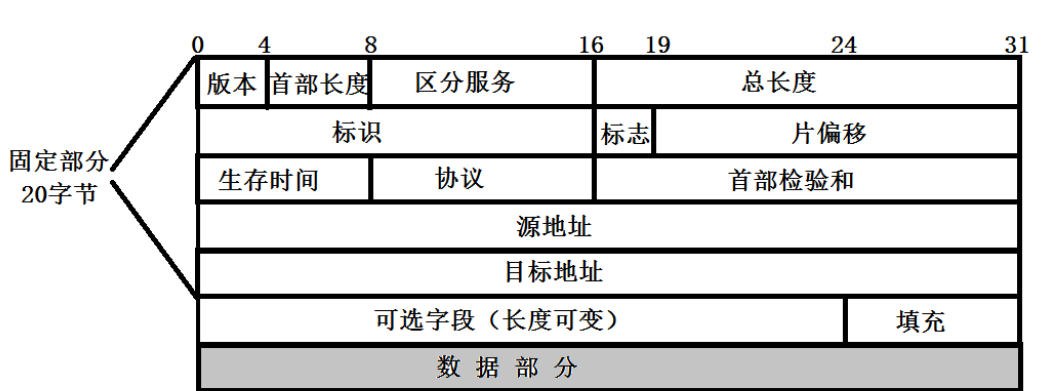 0 4 8 16 19 24 31
版本 首部长度 区分服务 总长度
标识 标志 片偏移
固定部分
20字节
生存时间 协议 首部检验和
源地址
目标地址
可选字段（长度可变） 填充
数 据 部 分